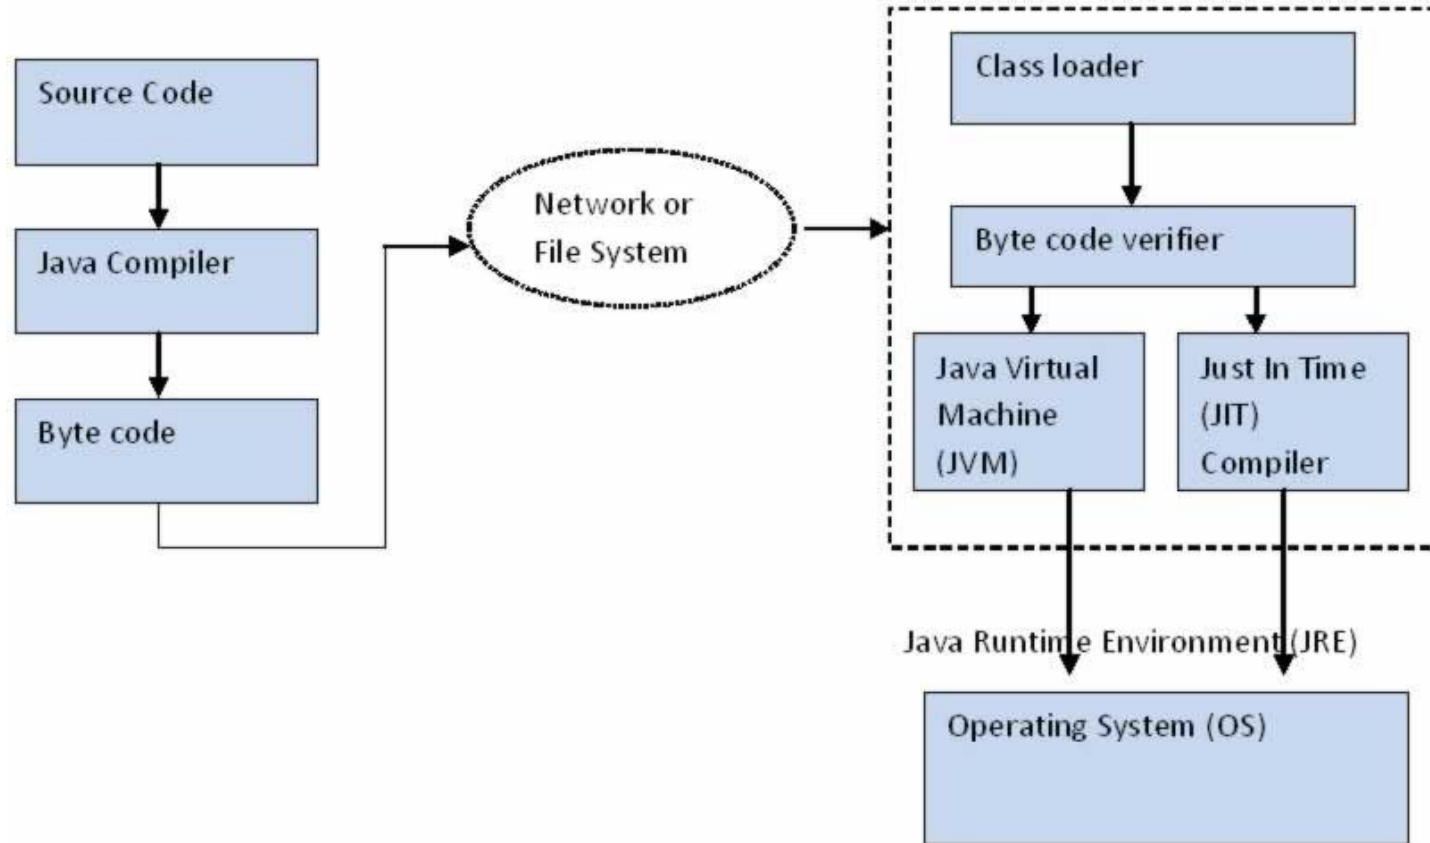 Source Code
Java Compiler
Byte code
Network or
File System
Class loader
Byte code verifier
Java Virtual
Machine
(JVM)
Just In Time
(JIT)
Compiler
Java Runtime Environment (JRE)
Operating System (OS)